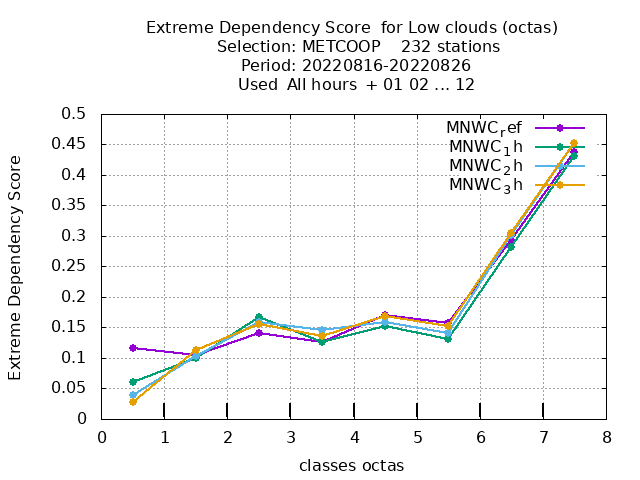 Extreme Dependency Score  for Low clouds (octas)
Selection: METCOOP    232 stations
Period: 20220816-20220826
Used  All hours  + 01 02 ... 12
0.5
0.45
0.4
0.35
0.3
0.25
0.2
0.15
0.1
0.05
0
Extreme Dependency Score
MNWC_ref
MNWC_1h
MNWC_2h
MNWC_3h
0 1 2 3 4 5 6 7 8
classes octas